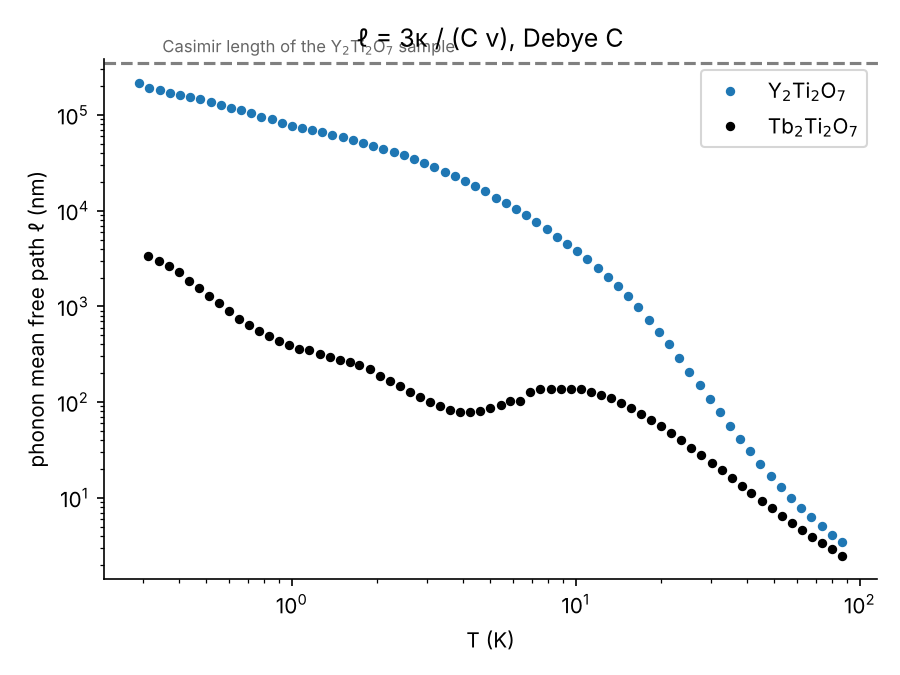 ℓ = 3κ / (C v), Debye C
Casimir length of the Y₂Ti₂O₇ sample
Y₂Ti₂O₇
Tb₂Ti₂O₇
phonon mean free path ℓ (nm)
10⁵
10⁴
10³
10²
10¹
10⁰ 10¹ 10²
T (K)